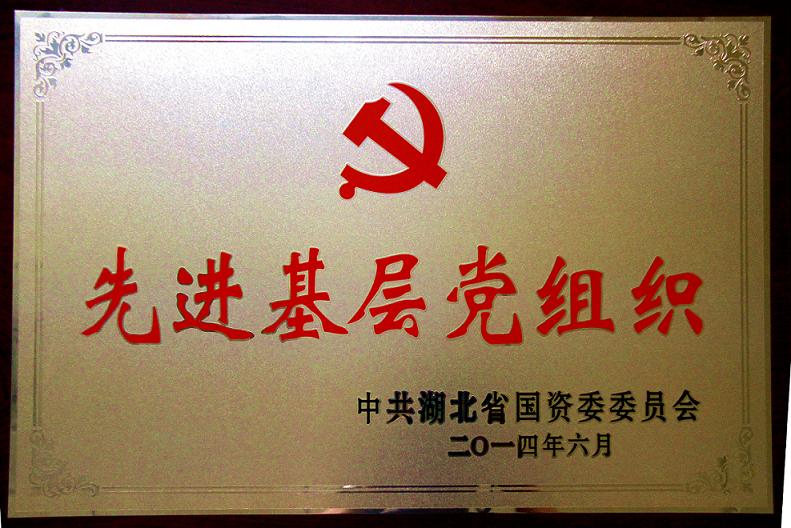 先进基层党组织
中共湖北省国资委委员会
二〇一四年六月